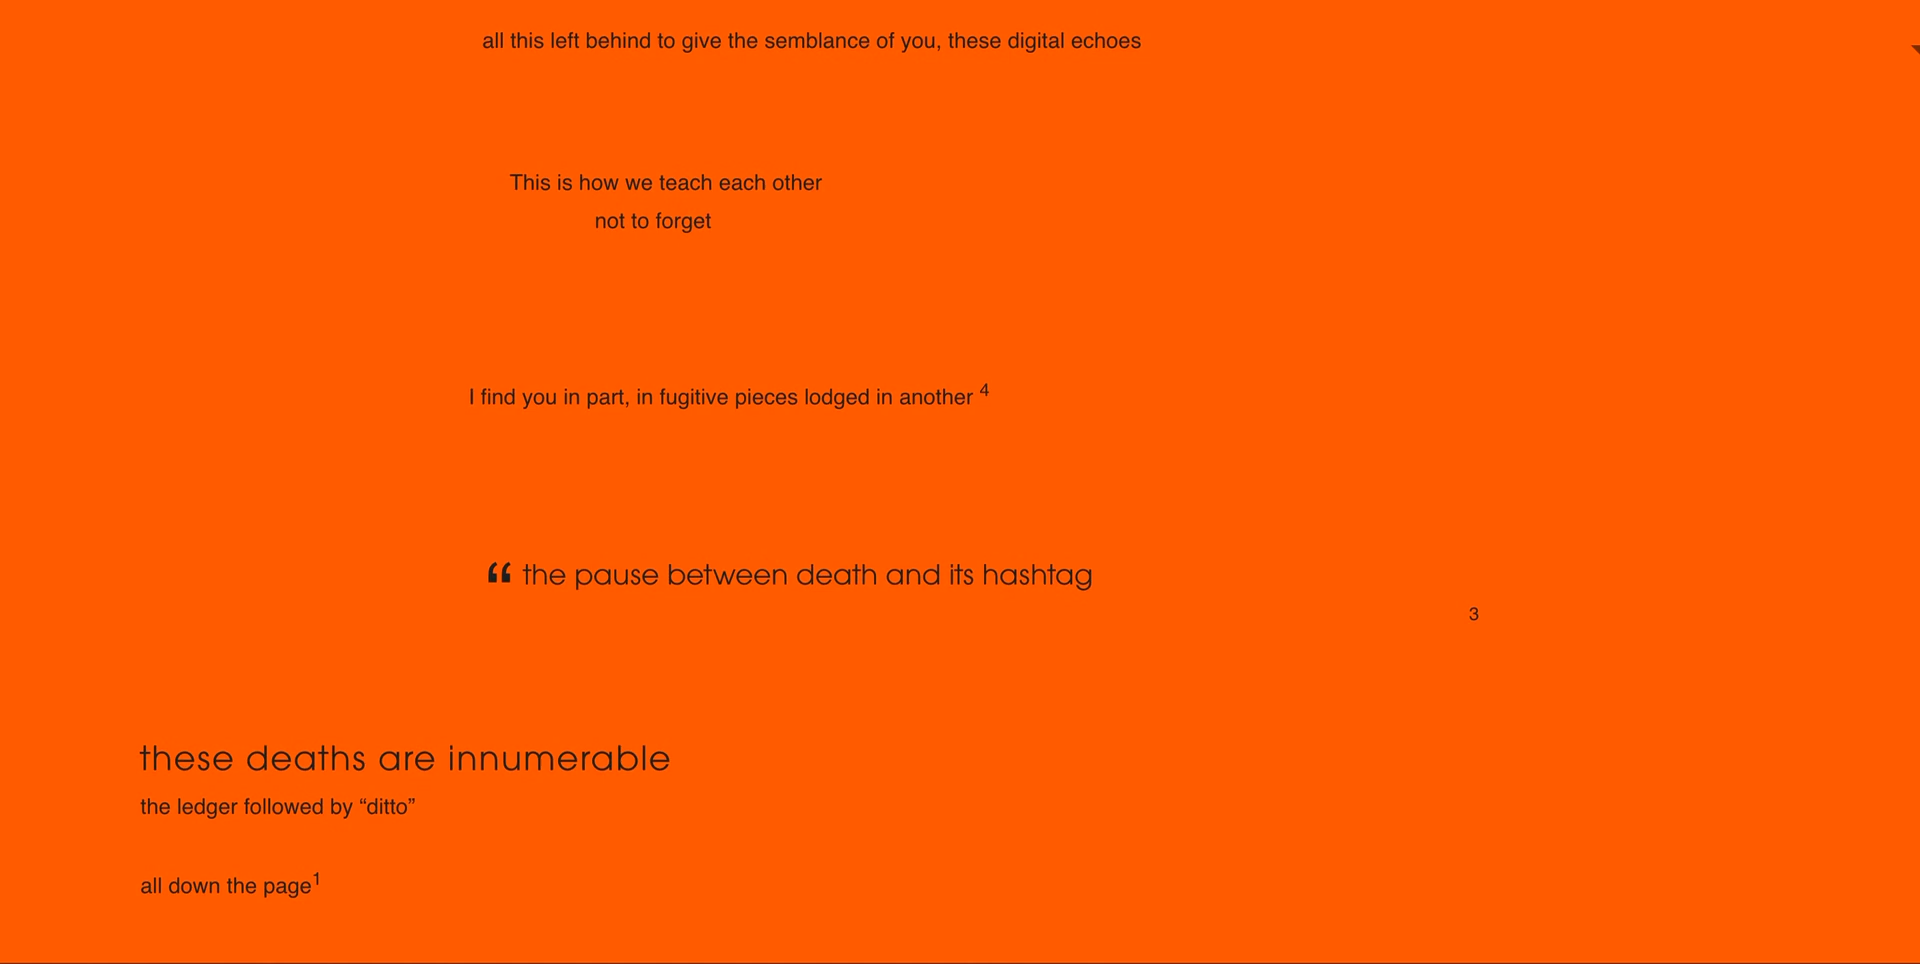 all this left behind to give the semblance of you, these digital echoes
This is how we teach each other
not to forget
I find you in part, in fugitive pieces lodged in another 4
“ the pause between death and its hashtag
3
these deaths are innumerable
the ledger followed by “ditto”
all down the page1